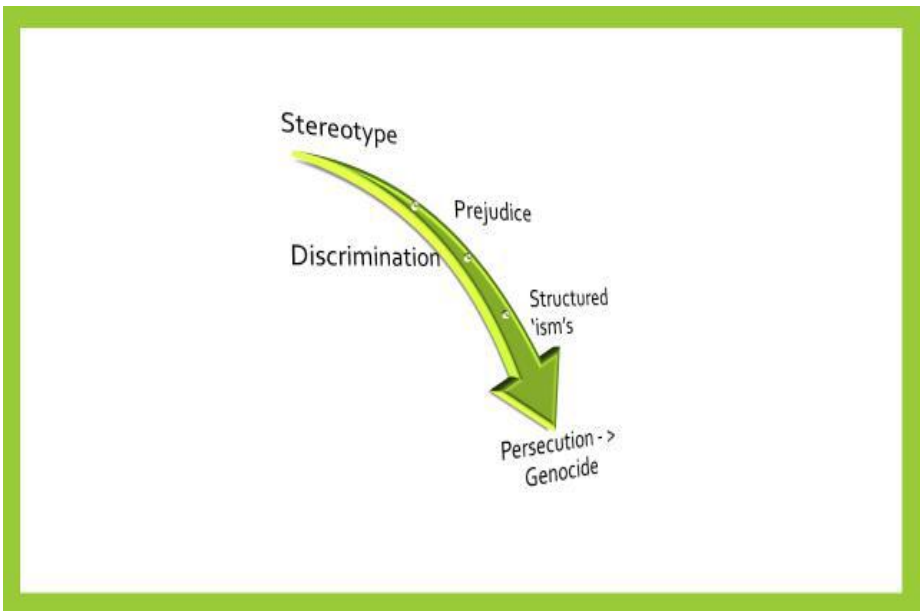 Stereotype
Prejudice
Discrimination
Structured
'ism's
Persecution - >
Genocide